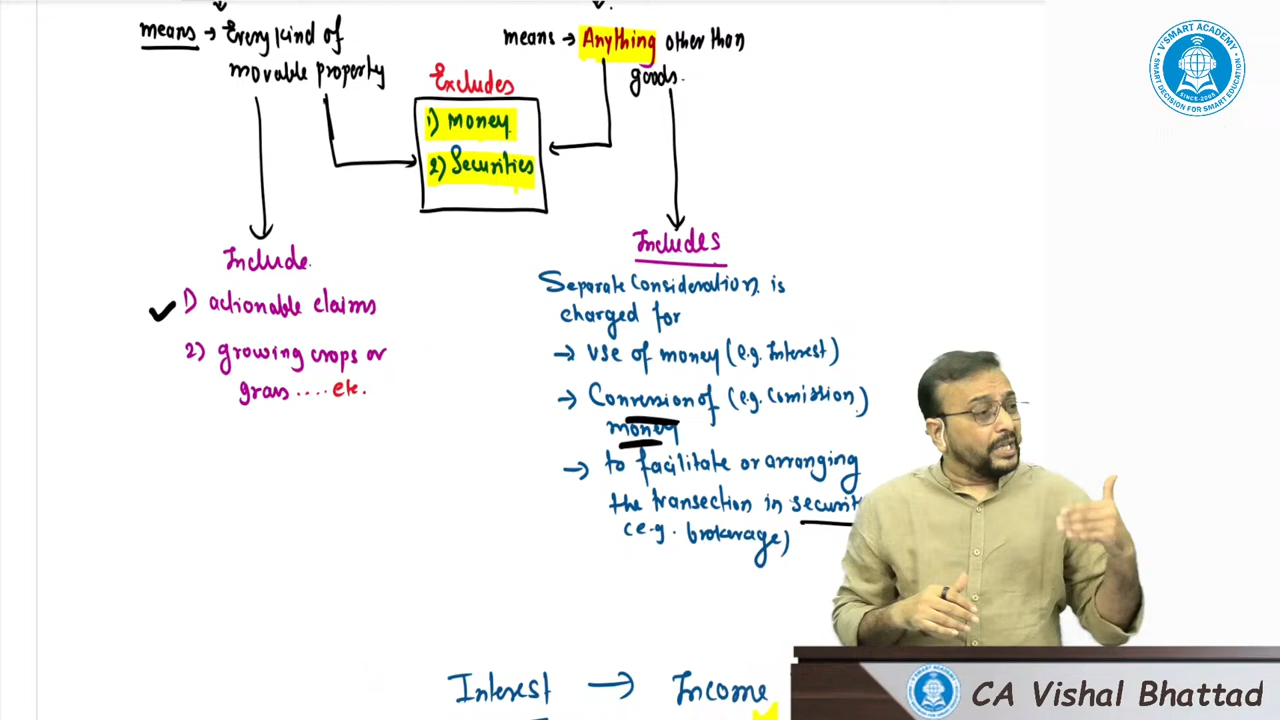 means → Every kind of
movable property
means → Anything other than
goods.
Excludes
1) Money
2) Securities
Include
1) actionable claims
2) growing crops or
grass .... etc.
Includes
Separate consideration is
charged for
→ use of money (e.g. Interest)
→ Conversion of (e.g. Comission)
money
→ to facilitate or arranging
the transection in securit
(e.g. brokerage)
Interest → Income
V'SMART ACADEMY
SINCE-2006
SMART DECISION FOR SMART EDUCATION
CA Vishal Bhattad